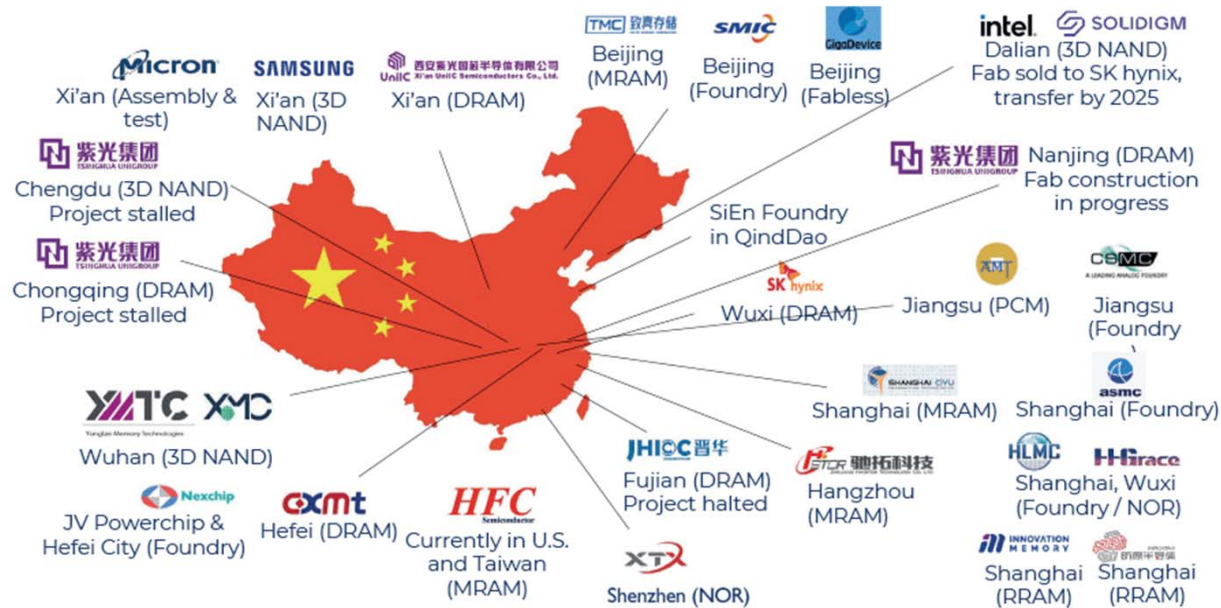 Micron
Xi'an (Assembly &
test)
SAMSUNG
Xi'an (3D
NAND)
UniIC
西安紫光国芯半导体有限公司
Xi'an UniIC Semiconductors Co., Ltd.
Xi'an (DRAM)
TMC 致真存储
Beijing
(MRAM)
SMIC
Beijing
(Foundry)
GigaDevice
Beijing
(Fabless)
intel.
SOLIDIGM
Dalian (3D NAND)
Fab sold to SK hynix,
transfer by 2025
紫光集团
TSINGHUA UNIGROUP
Chengdu (3D NAND)
Project stalled
紫光集团
TSINGHUA UNIGROUP
Nanjing (DRAM)
Fab construction
in progress
紫光集团
TSINGHUA UNIGROUP
Chongqing (DRAM)
Project stalled
SiEn Foundry
in QindDao
SK hynix
Wuxi (DRAM)
AMT
Jiangsu (PCM)
CSMC
A LEADING ANALOG FOUNDRY
Jiangsu
(Foundry
YMTC
Yangtze Memory Technologies
XMC
Wuhan (3D NAND)
SHANGHAI CIYU
Shanghai (MRAM)
asmc
Shanghai (Foundry)
Nexchip
JV Powerchip &
Hefei City (Foundry)
cxmt
Hefei (DRAM)
HFC
Semiconductor
Currently in U.S.
and Taiwan
(MRAM)
JHICC 晋华
Fujian (DRAM)
Project halted
XTX
Shenzhen (NOR)
驰拓科技
Hangzhou
(MRAM)
HLMC
HHGrace
Shanghai, Wuxi
(Foundry / NOR)
INNOVATION
MEMORY
Shanghai
(RRAM)
Shanghai
(RRAM)